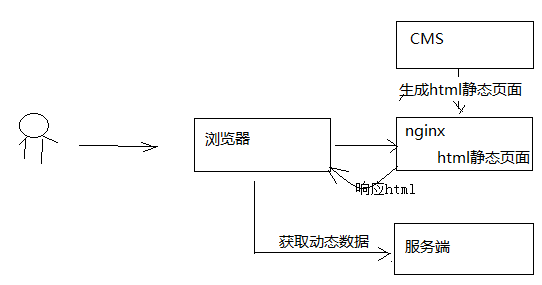 CMS
生成html静态页面
浏览器
nginx
html静态页面
响应html
获取动态数据
服务端